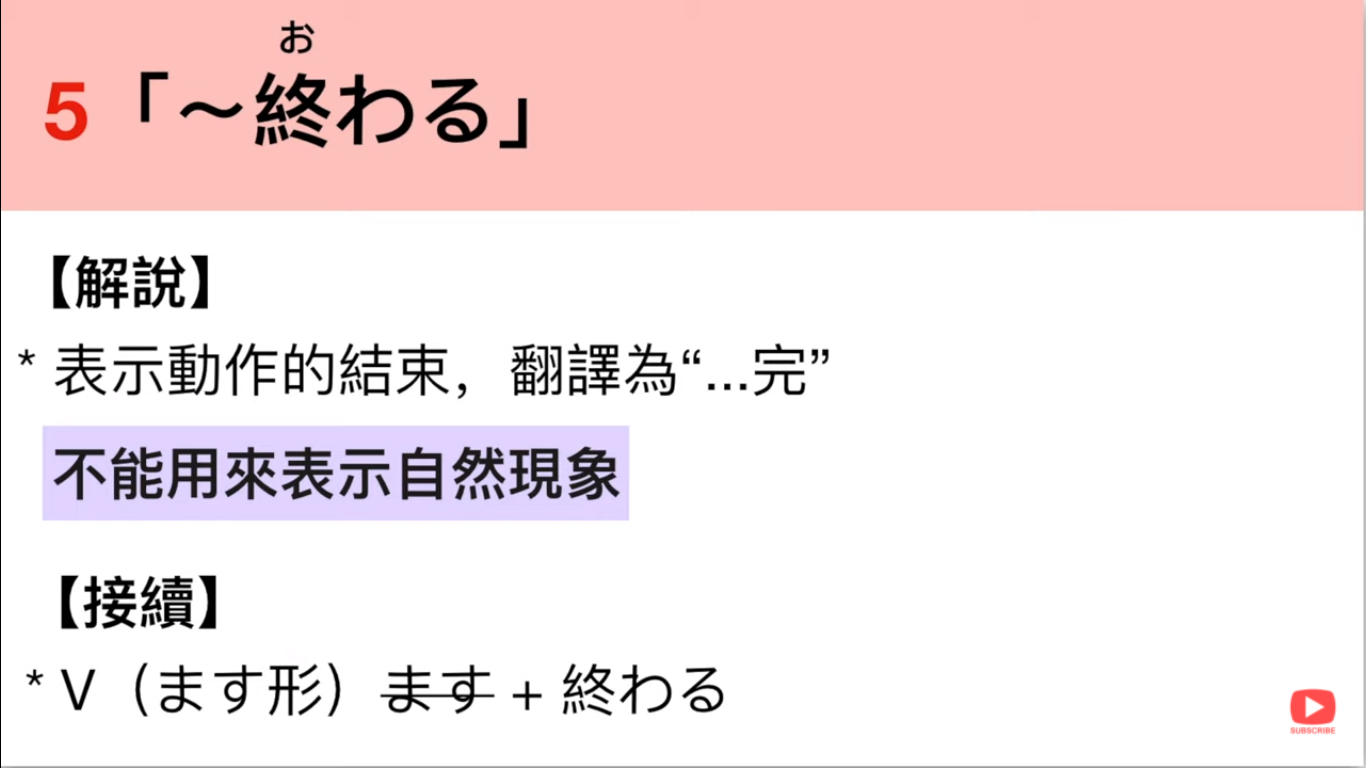 お
5「～終わる」
【解說】
* 表示動作的結束，翻譯為“...完”
不能用來表示自然現象
【接續】
* V（ます形）ます + 終わる
SUBSCRIBE